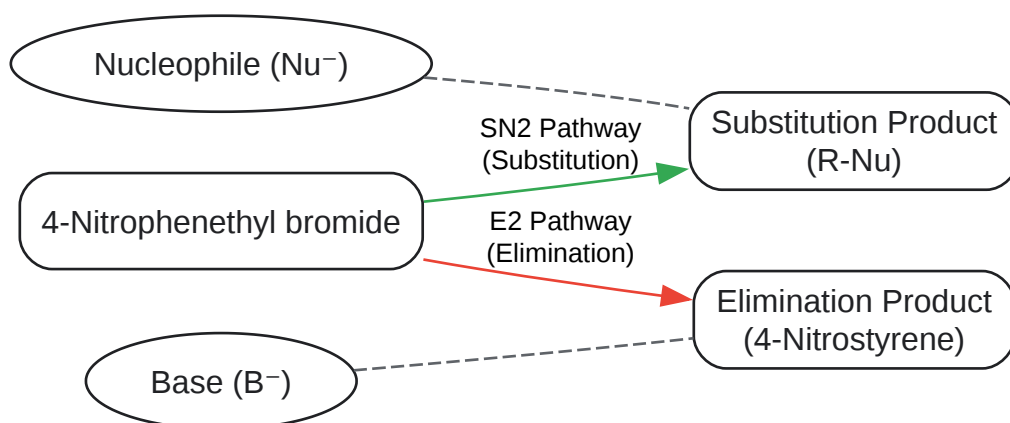 Nucleophile (Nu⁻)
SN2 Pathway
(Substitution)
Substitution Product
(R-Nu)
4-Nitrophenethyl bromide
E2 Pathway
(Elimination)
Elimination Product
(4-Nitrostyrene)
Base (B⁻)